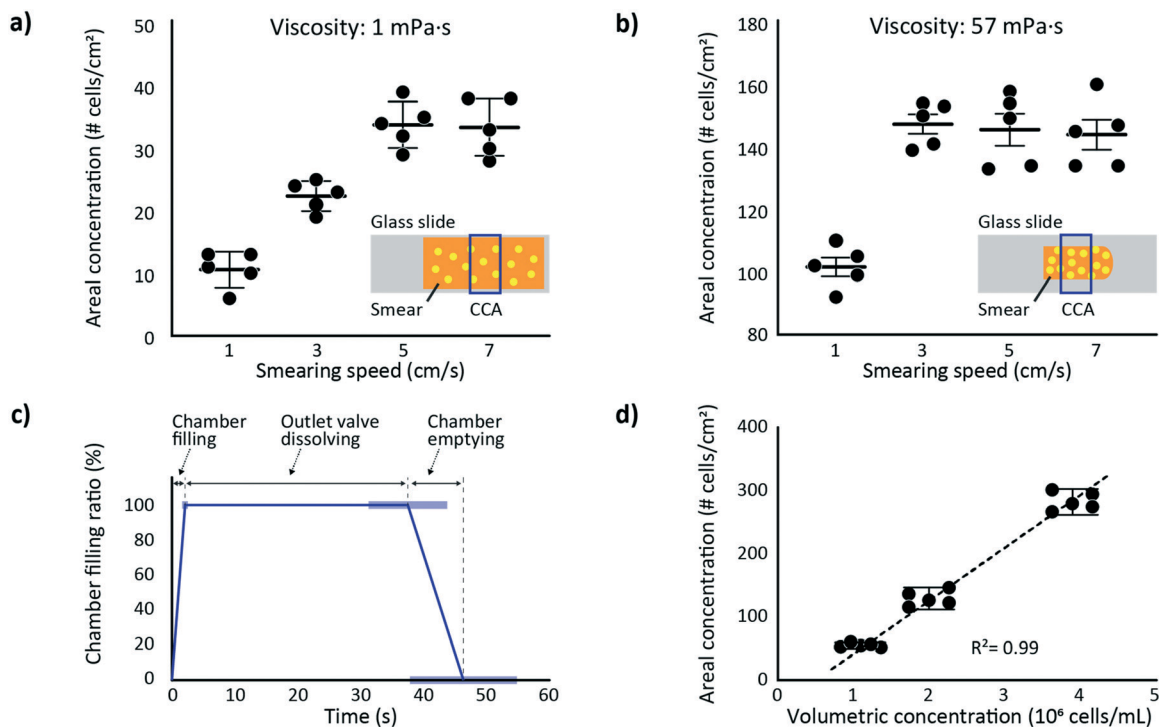 a)
Viscosity: 1 mPa·s
Areal concentration (# cells/cm²)
50
40
30
20
10
0
Glass slide
Smear
CCA
1
3
5
7
Smearing speed (cm/s)
b)
Viscosity: 57 mPa·s
Areal concentraion (# cells/cm²)
180
160
140
120
100
80
Glass slide
Smear
CCA
1
3
5
7
Smearing speed (cm/s)
c)
Chamber
filling
Outlet valve
dissolving
Chamber
emptying
Chamber filling ratio (%)
100
80
60
40
20
0
0
10
20
30
40
50
60
Time (s)
d)
Areal concentration (# cells/cm²)
400
300
200
100
0
R²= 0.99
0
1
2
3
4
5
Volumetric concentration (10⁶ cells/mL)